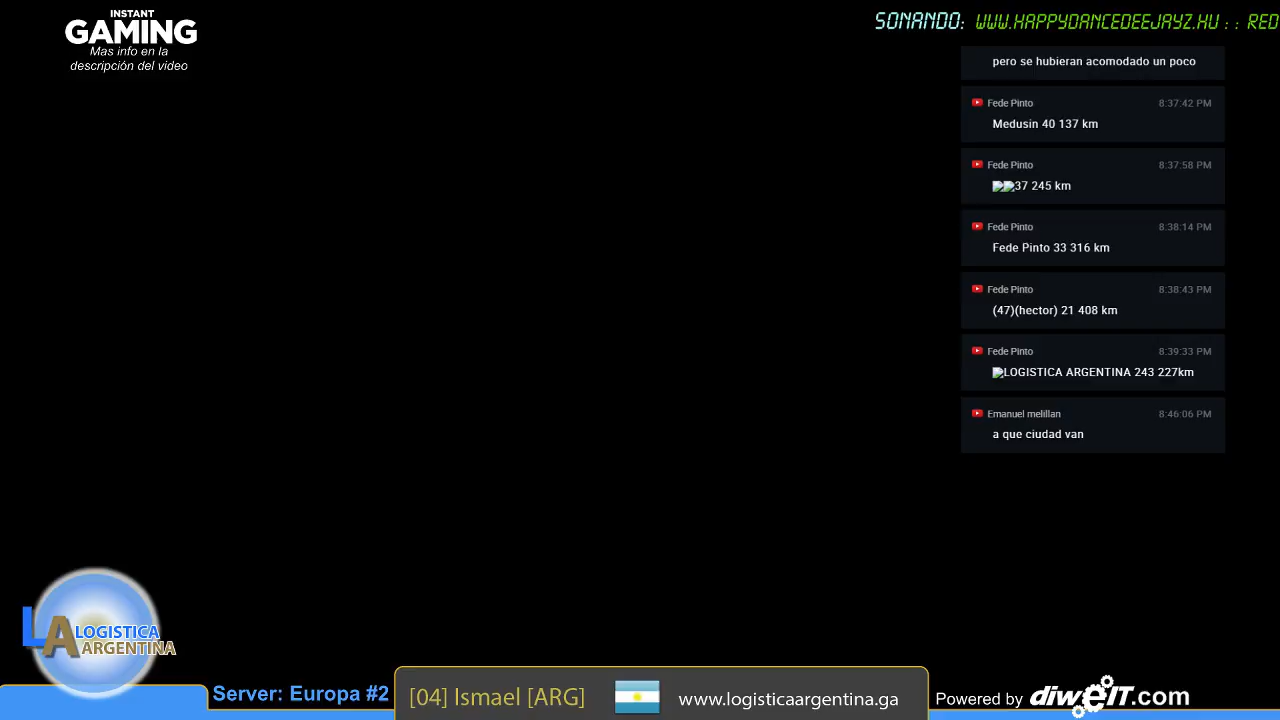 INSTANT
GAMING
Mas info en la
descripción del video
SONANDO: WWW.HAPPYDANCEDEEJAYZ.HU : : RED
pero se hubieran acomodado un poco
Fede Pinto 8:37:42 PM
Medusin 40 137 km
Fede Pinto 8:37:58 PM
37 245 km
Fede Pinto 8:38:14 PM
Fede Pinto 33 316 km
Fede Pinto 8:38:43 PM
(47)(hector) 21 408 km
Fede Pinto 8:39:33 PM
LOGISTICA ARGENTINA 243 227km
Emanuel melillan 8:46:06 PM
a que ciudad van
LA LOGISTICA
ARGENTINA
Server: Europa #2
[04] Ismael [ARG]
www.logisticaargentina.ga
Powered by diweIT.com